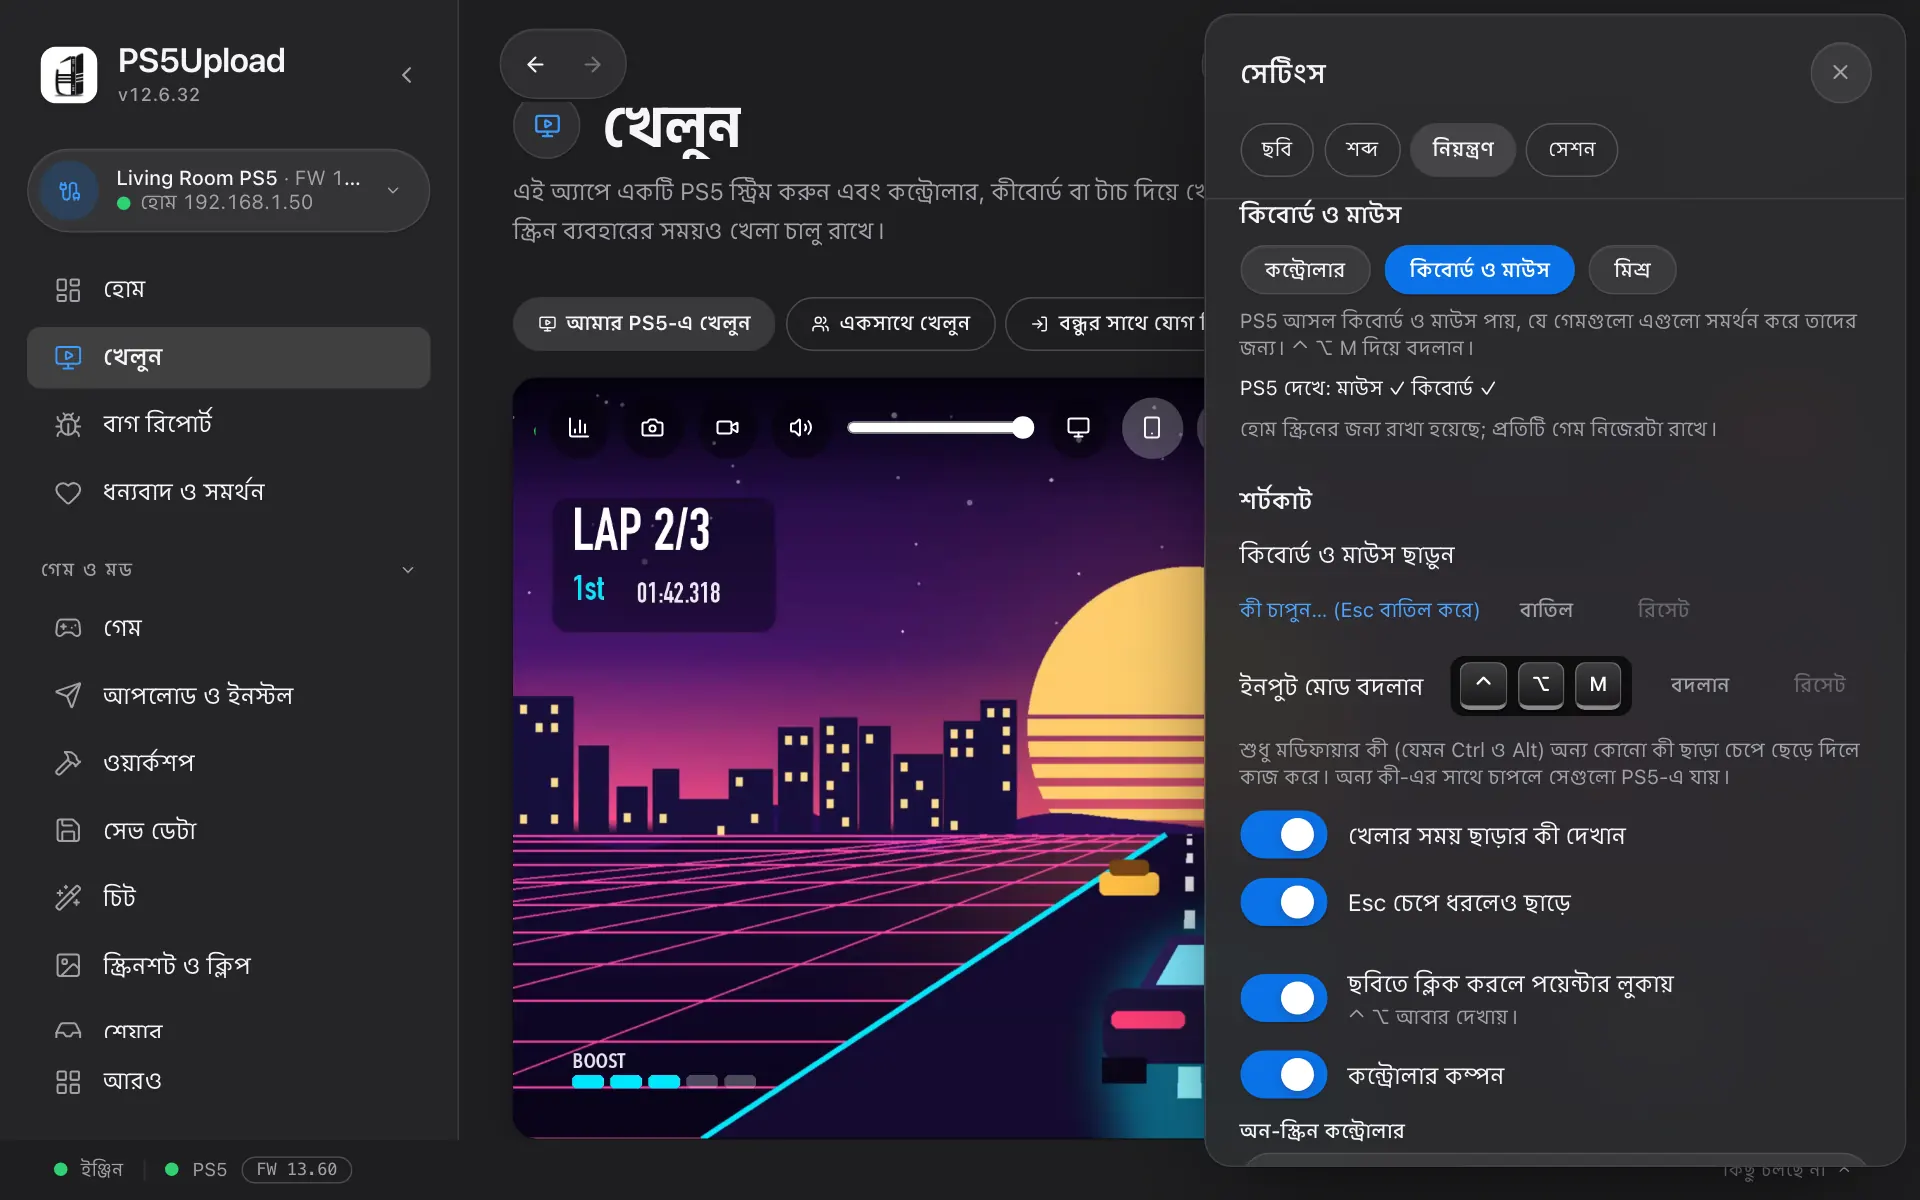 PS5Upload
v12.6.32
Living Room PS5 · FW 1...
হোম 192.168.1.50
হোম
খেলুন
বাগ রিপোর্ট
ধন্যবাদ ও সমর্থন
গেম ও মড
গেম
আপলোড ও ইনস্টল
ওয়ার্কশপ
সেভ ডেটা
চিট
স্ক্রিনশট ও ক্লিপ
শেয়ার
আরও
ইঞ্জিন
PS5
FW 13.60
খেলুন
এই অ্যাপে একটি PS5 স্ট্রিম করুন এবং কন্ট্রোলার, কীবোর্ড বা টাচ দিয়ে খে
স্ক্রিন ব্যবহারের সময়ও খেলা চালু রাখে।
আমার PS5-এ খেলুন
একসাথে খেলুন
বন্ধুর সাথে যোগ
LAP 2/3
1st 01:42.318
BOOST
সেটিংস
ছবি
শব্দ
নিয়ন্ত্রণ
সেশন
কিবোর্ড ও মাউস
কন্ট্রোলার
কিবোর্ড ও মাউস
মিশ্র
PS5 আসল কিবোর্ড ও মাউস পায়, যে গেমগুলো এগুলো সমর্থন করে তাদের
জন্য। ⌃ ⌥ M দিয়ে বদলান।
PS5 দেখে: মাউস ✓ কিবোর্ড ✓
হোম স্ক্রিনের জন্য রাখা হয়েছে; প্রতিটি গেম নিজেরটা রাখে।
শর্টকাট
কিবোর্ড ও মাউস ছাড়ুন
কী চাপুন... (Esc বাতিল করে)
বাতিল
রিসেট
ইনপুট মোড বদলান
⌃ ⌥ M
বদলান
রিসেট
শুধু মডিফায়ার কী (যেমন Ctrl ও Alt) অন্য কোনো কী ছাড়া চেপে ছেড়ে দিলে
কাজ করে। অন্য কী-এর সাথে চাপলে সেগুলো PS5-এ যায়।
খেলার সময় ছাড়ার কী দেখান
Esc চেপে ধরলেও ছাড়ে
ছবিতে ক্লিক করলে পয়েন্টার লুকায়
⌃ ⌥ আবার দেখায়।
কন্ট্রোলার কম্পন
অন-স্ক্রিন কন্ট্রোলার
কিছু চলছে না